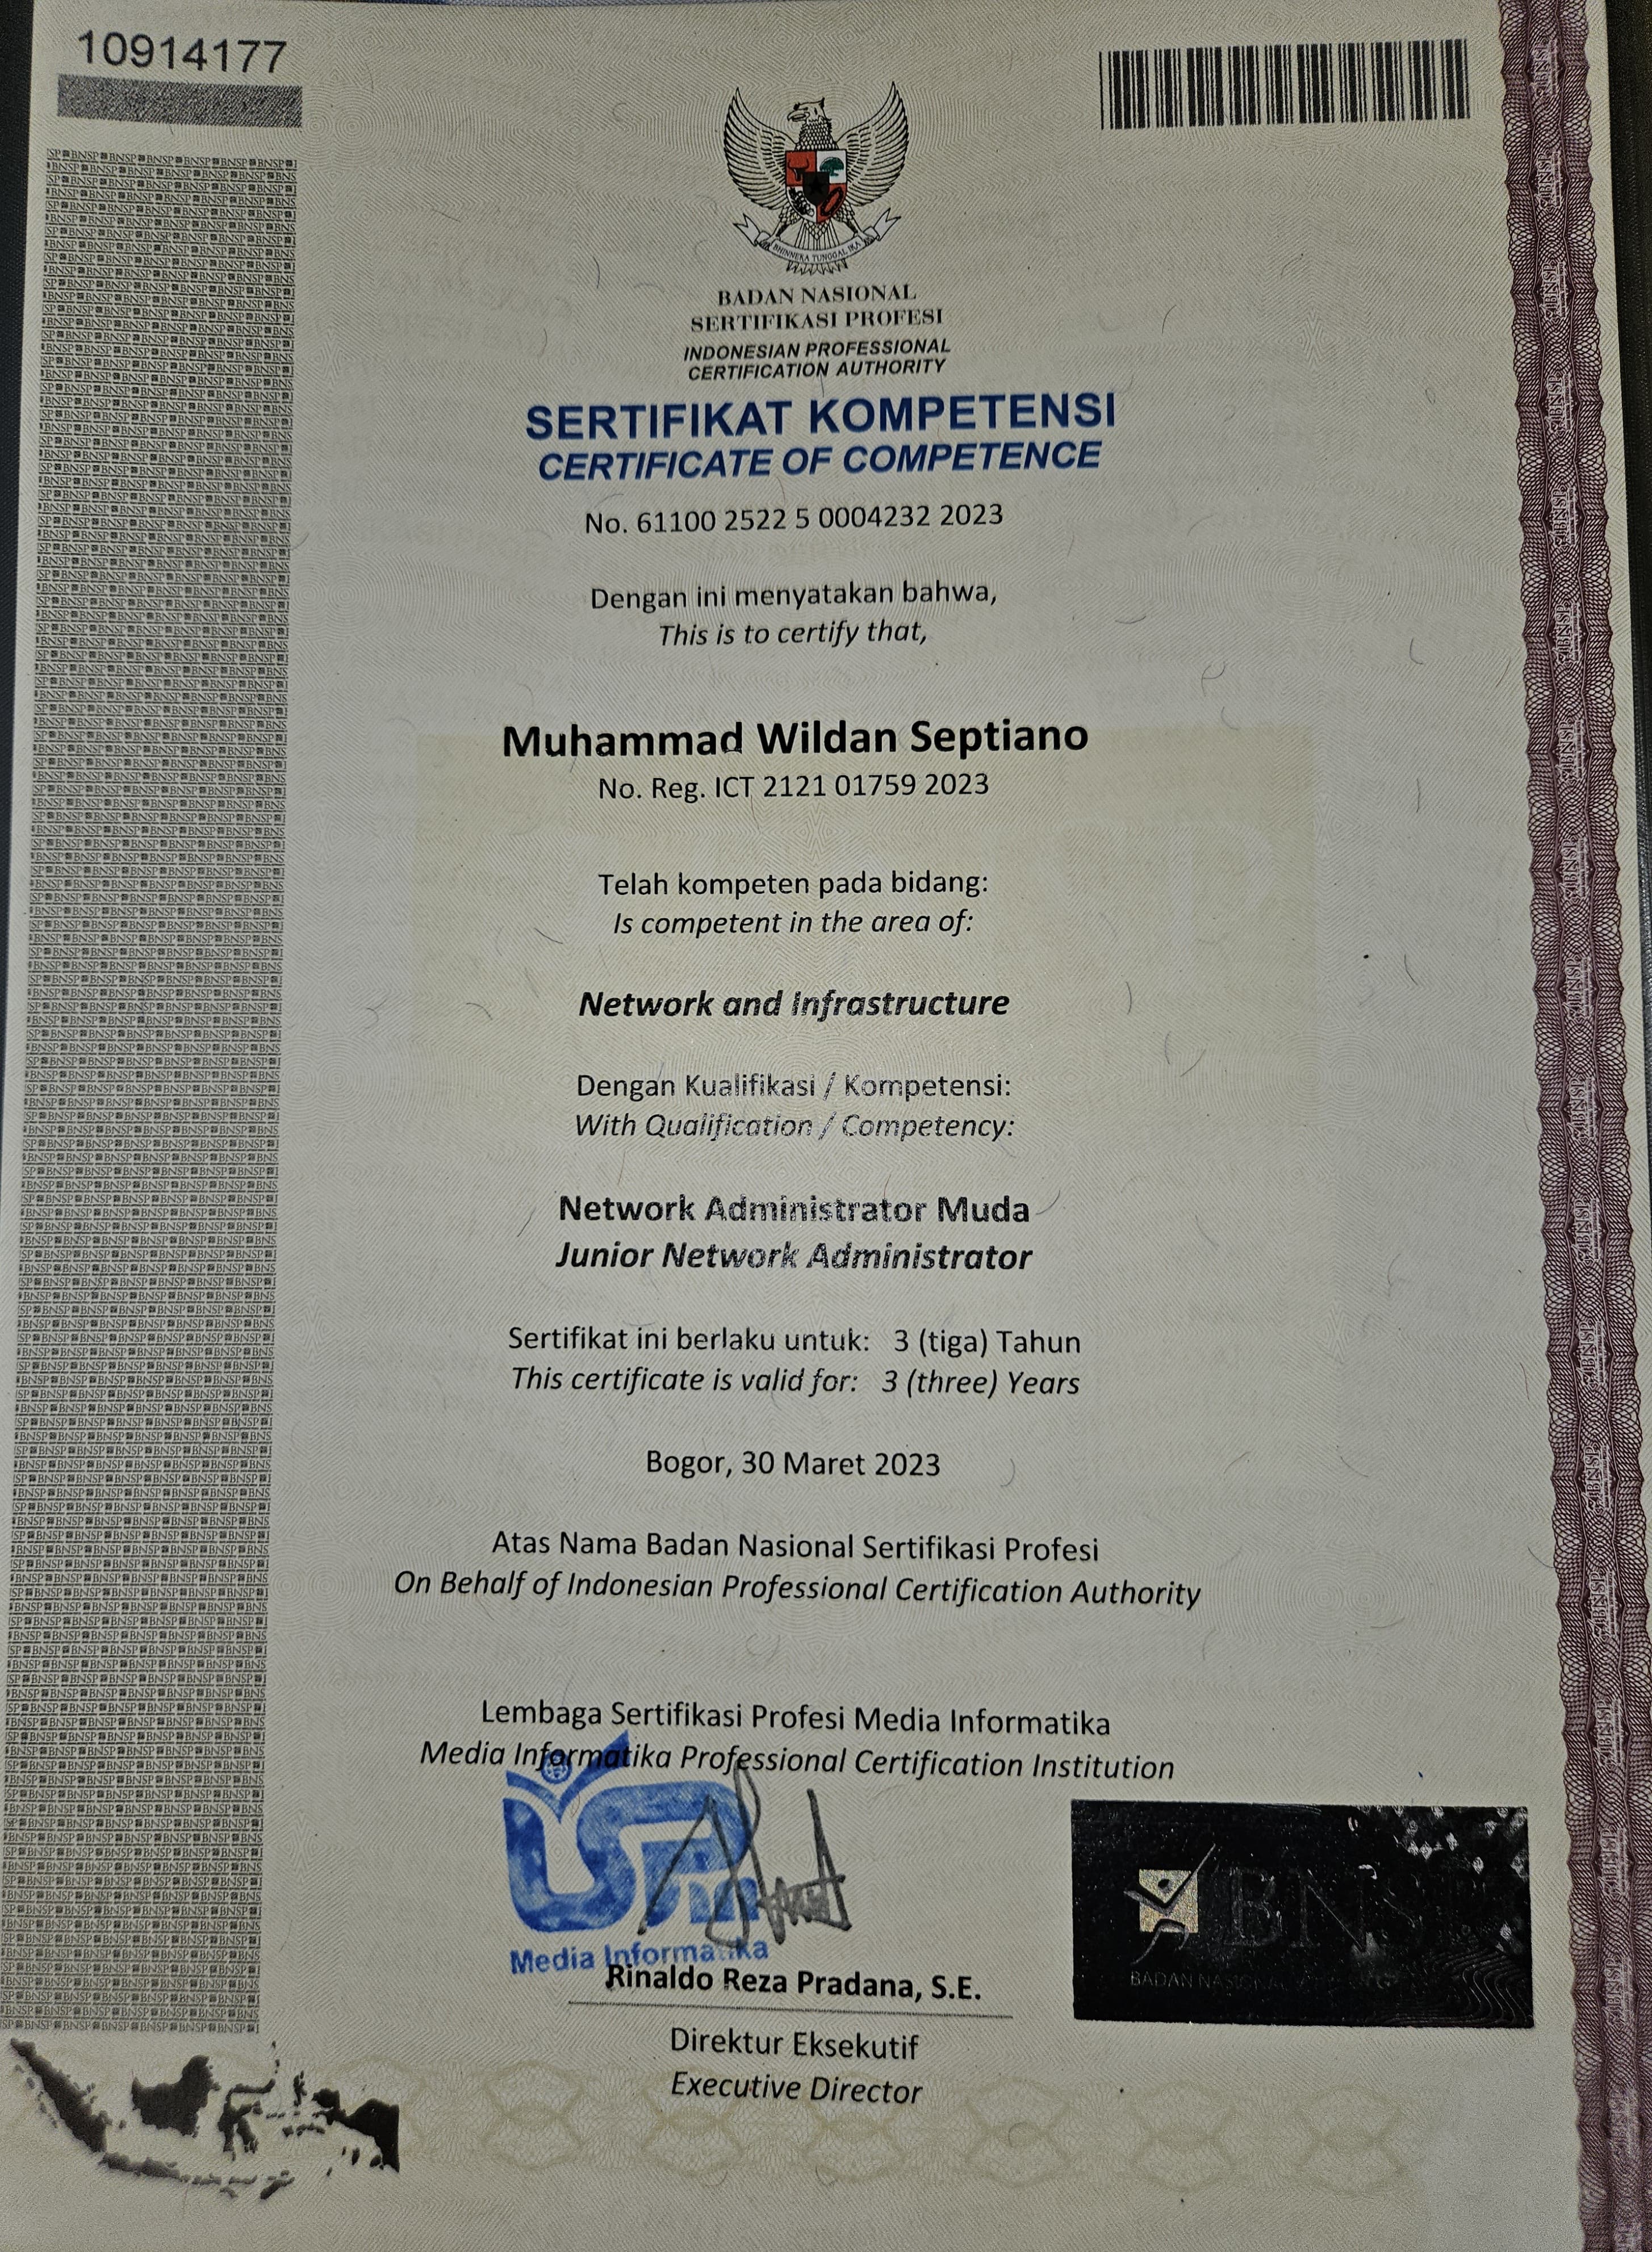 10914177
BHINNEKA TUNGGAL IKA
BADAN NASIONAL
SERTIFIKASI PROFESI
INDONESIAN PROFESSIONAL
CERTIFICATION AUTHORITY
SERTIFIKAT KOMPETENSI
CERTIFICATE OF COMPETENCE
No. 61100 2522 5 0004232 2023
Dengan ini menyatakan bahwa,
This is to certify that,
Muhammad Wildan Septiano
No. Reg. ICT 2121 01759 2023
Telah kompeten pada bidang:
Is competent in the area of:
Network and Infrastructure
Dengan Kualifikasi / Kompetensi:
With Qualification / Competency:
Network Administrator Muda
Junior Network Administrator
Sertifikat ini berlaku untuk: 3 (tiga) Tahun
This certificate is valid for: 3 (three) Years
Bogor, 30 Maret 2023
Atas Nama Badan Nasional Sertifikasi Profesi
On Behalf of Indonesian Professional Certification Authority
Lembaga Sertifikasi Profesi Media Informatika
Media Informatika Professional Certification Institution
Media Informatika
Rinaldo Reza Pradana, S.E.
Direktur Eksekutif
Executive Director
BNS
BADAN NASIONAL